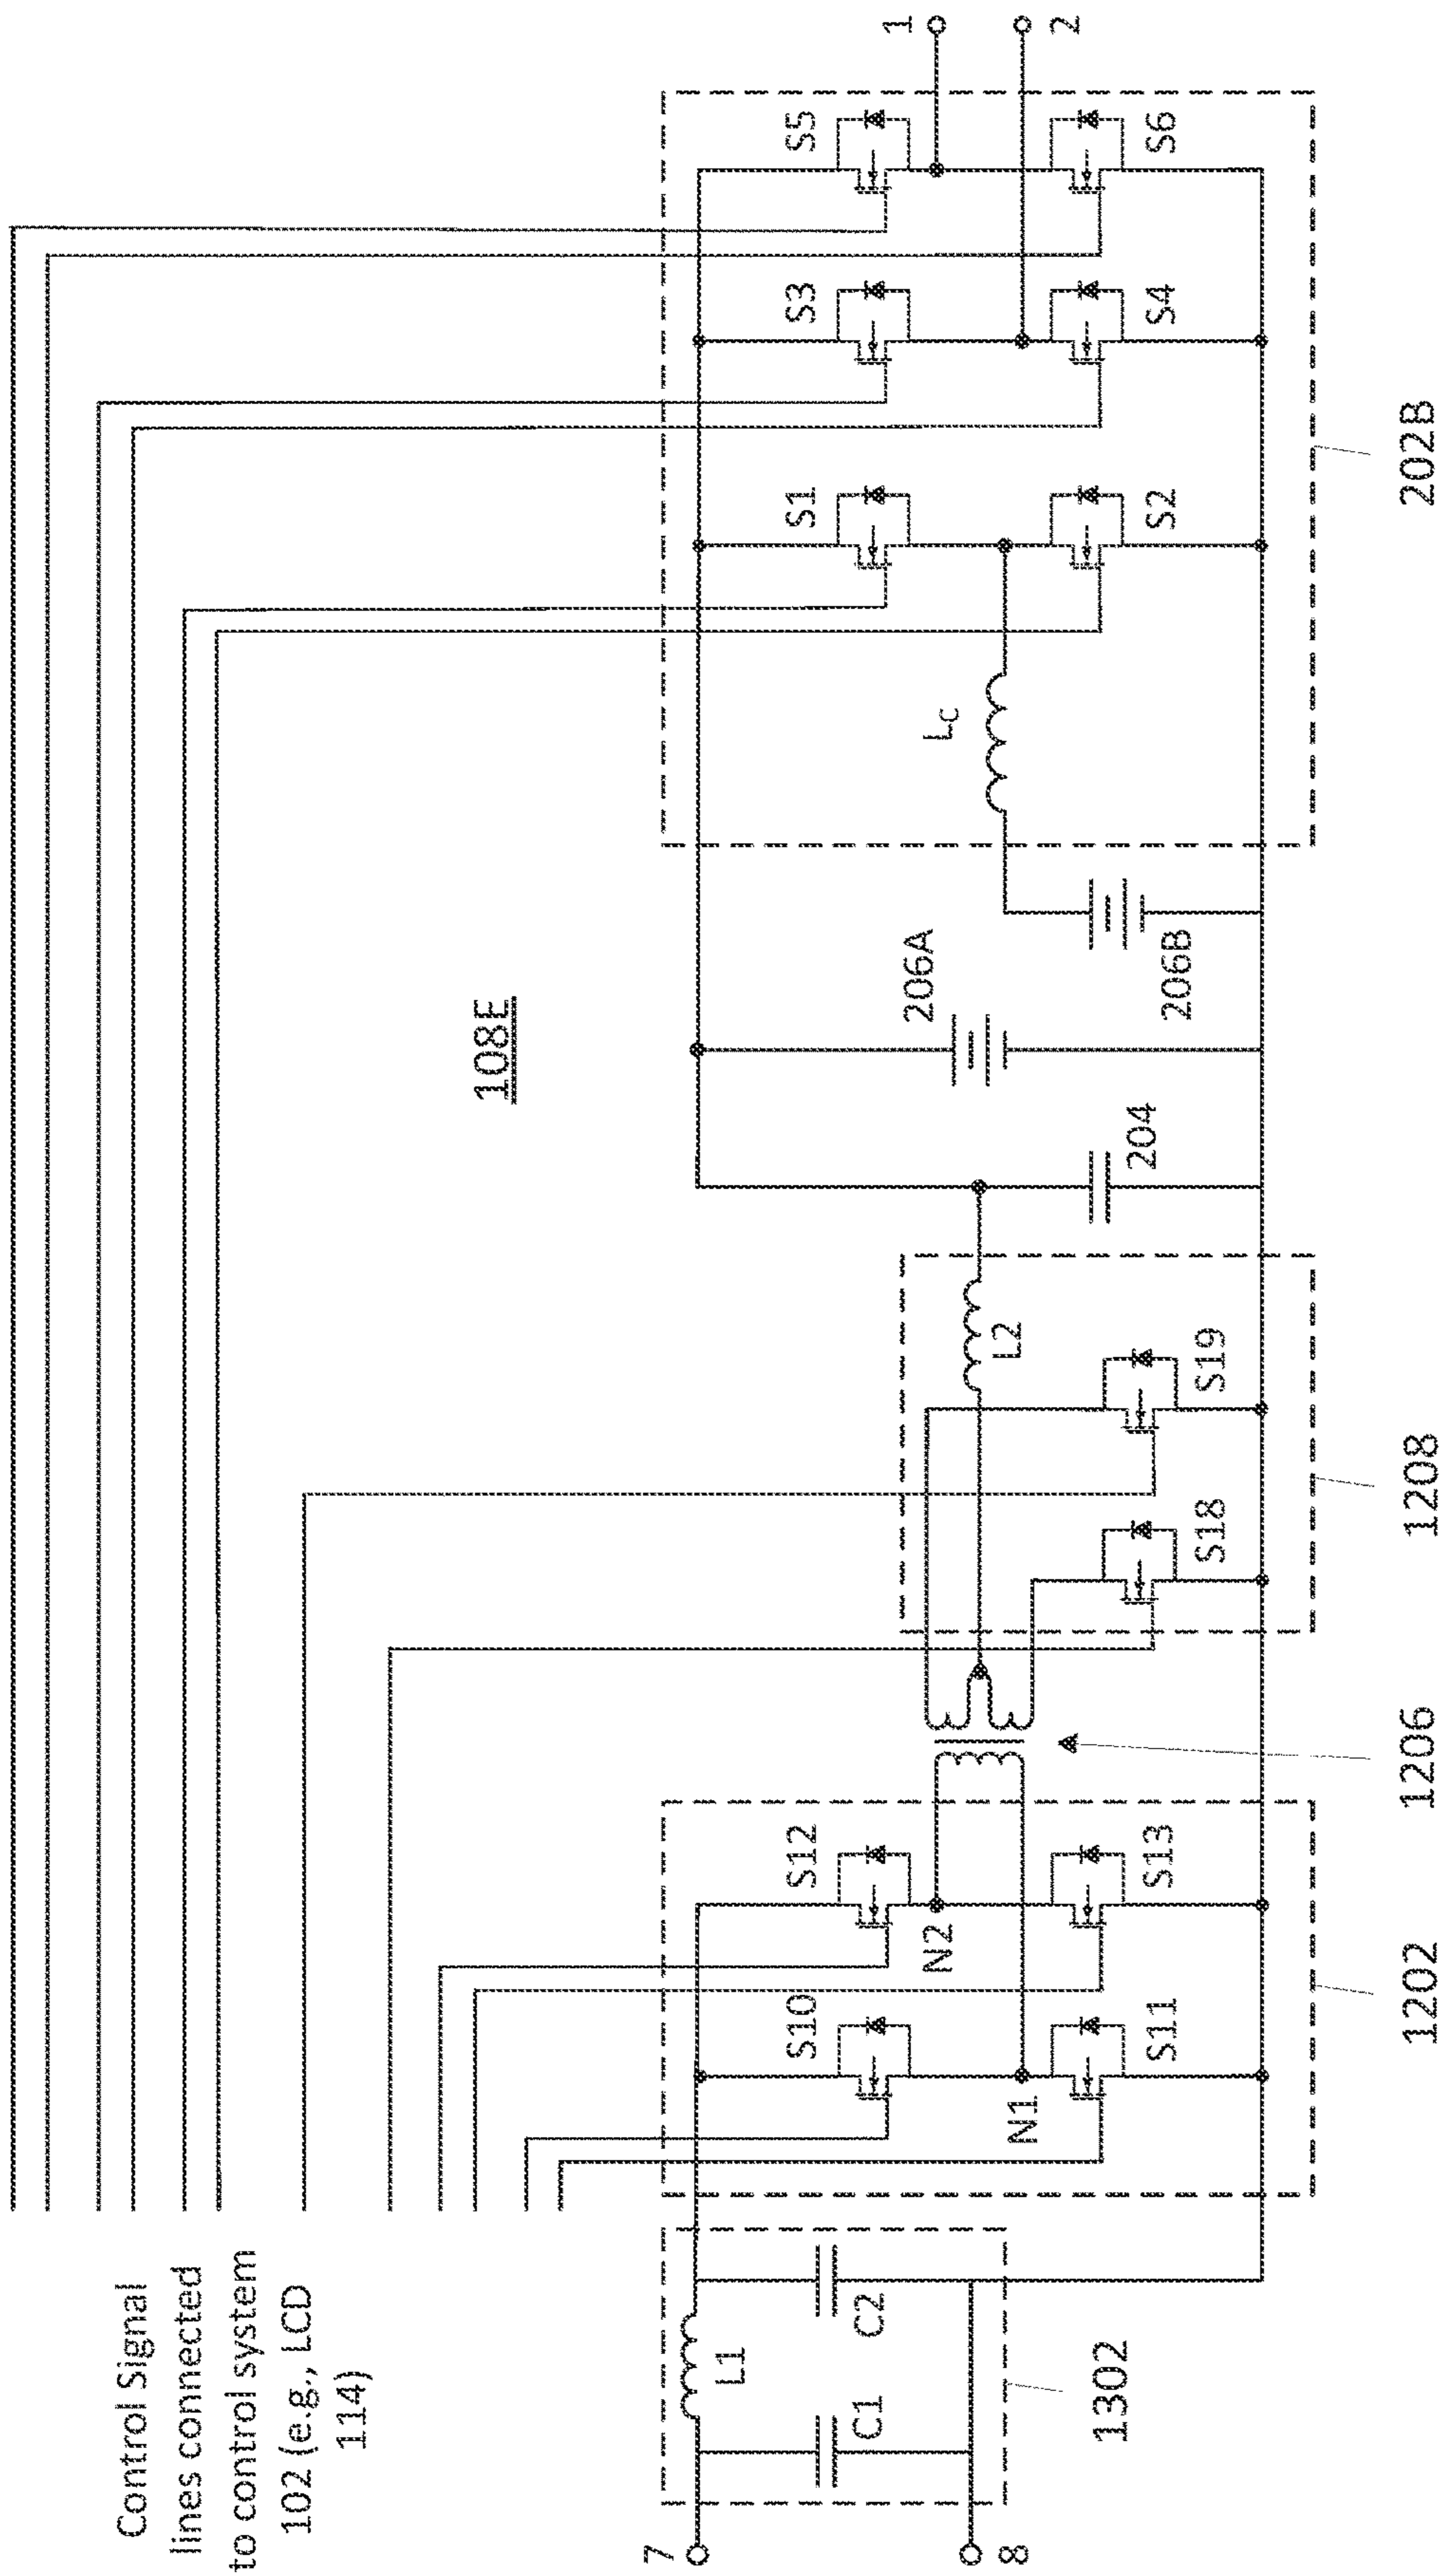 Control Signal
lines connected
to control system
102 (e.g., LCD
114)
108E
7
8
L1
C1
C2
1302
S10
S11
S12
S13
N1
N2
1202
1206
S18
S19
L2
1208
204
206A
206B
LC
S1
S2
S3
S4
S5
S6
202B
1
2